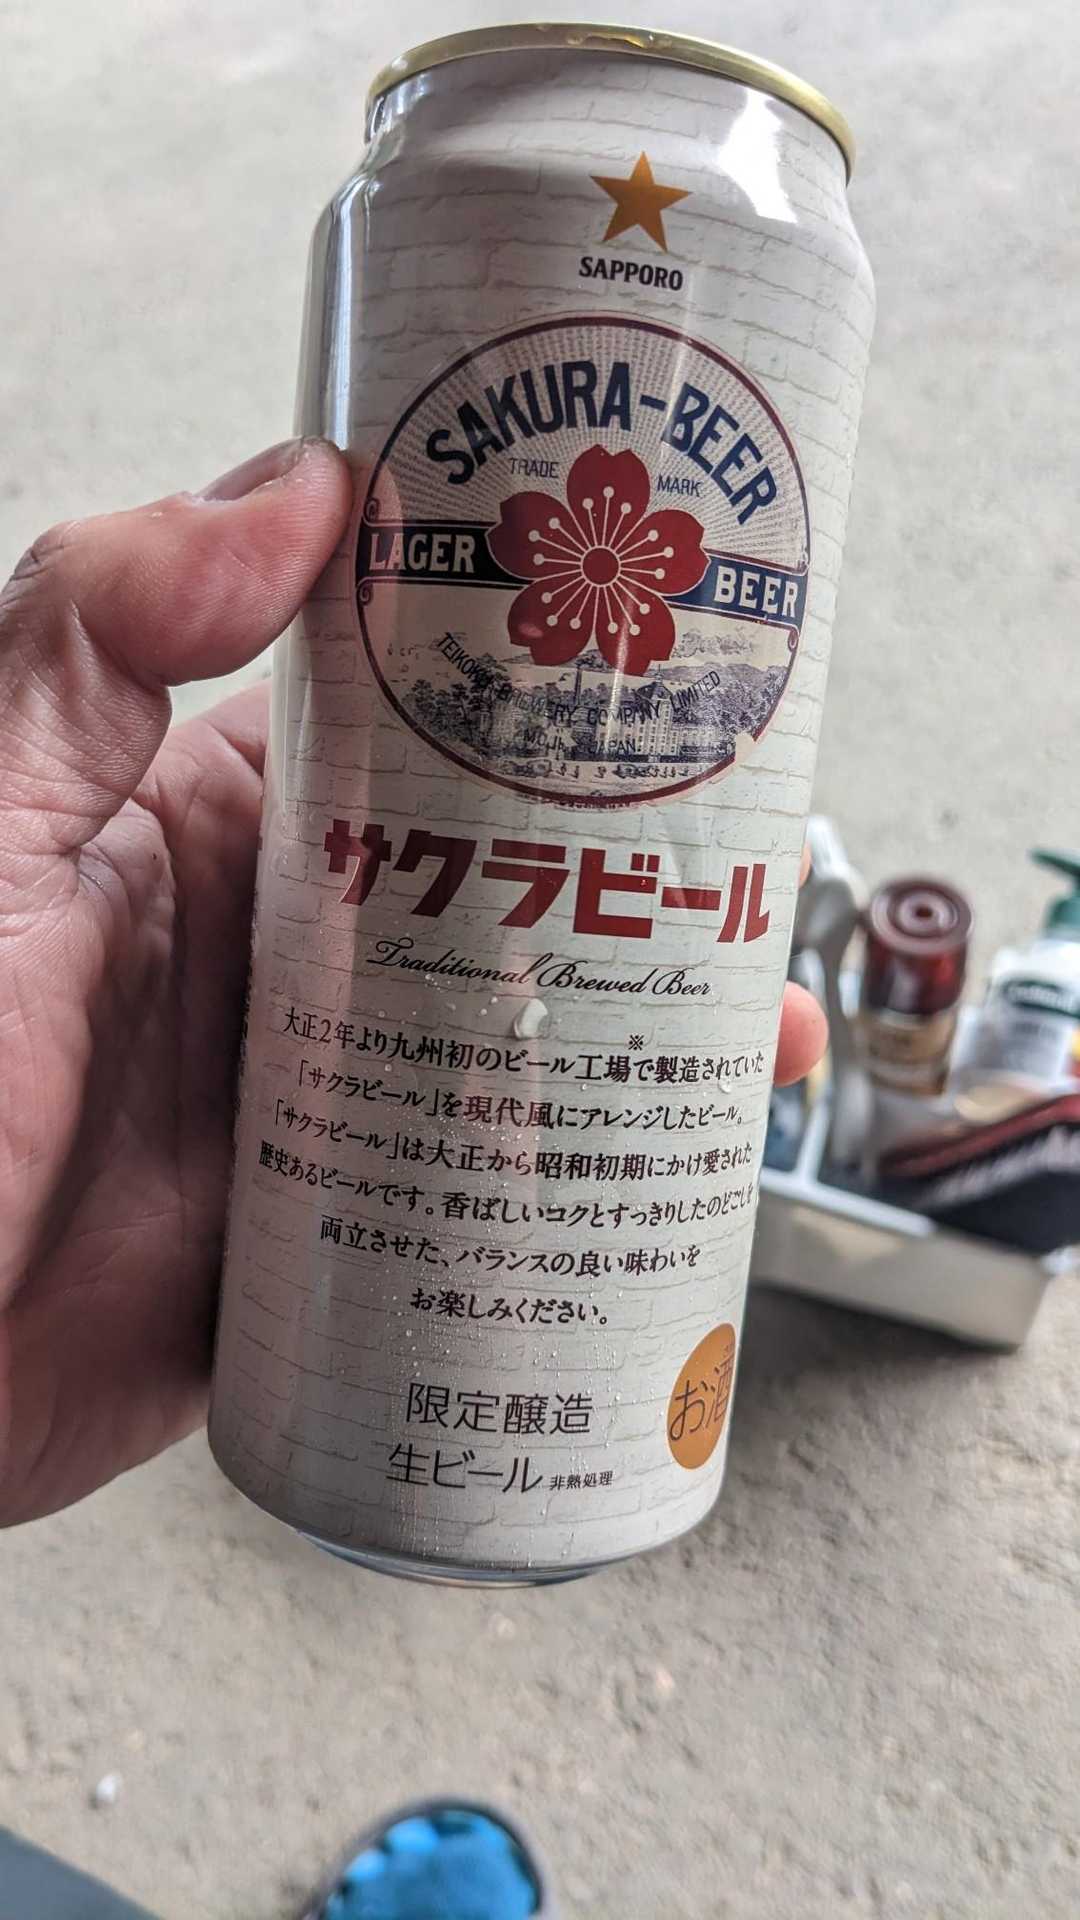 SAPPORO
SAKURA-BEER
TRADE MARK
LAGER BEER
TEIKOKU BREWERY COMPANY LIMITED
MOJI, JAPAN.
サクラビール
Traditional Brewed Beer
※
大正2年より九州初のビール工場で製造されていた
「サクラビール」を現代風にアレンジしたビール。
「サクラビール」は大正から昭和初期にかけ愛された
歴史あるビールです。香ばしいコクとすっきりしたのどごしを
両立させた、バランスの良い味わいを
お楽しみください。
限定醸造
生ビール 非熱処理
お酒